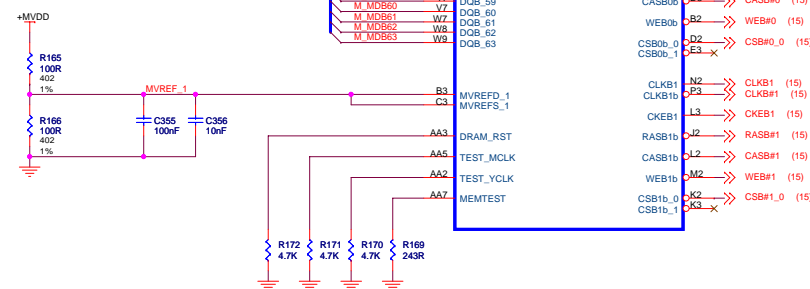 DQB_59
CASB0b
M_MDB60 V7 DQB_60
M_MDB61 W7 DQB_61
M_MDB62 W8 DQB_62
M_MDB63 W9 DQB_63
WEB0b B2 WEB#0 (15)
CSB0b_0 D2 CSB#0_0 (15)
CSB0b_1 E3
+MVDD
R165
100R
402
1%
MVREF_1
R166
100R
402
1%
C355
100nF
C356
10nF
B3 MVREFD_1
C3 MVREFS_1
AA3 DRAM_RST
AA5 TEST_MCLK
AA2 TEST_YCLK
AA7 MEMTEST
CLKB1 N2 CLKB1 (15)
CLKB1b P3 CLKB#1 (15)
CKEB1 L3 CKEB1 (15)
RASB1b J2 RASB#1 (15)
CASB1b L2 CASB#1 (15)
WEB1b M2 WEB#1 (15)
CSB1b_0 K2 CSB#1_0 (15)
CSB1b_1 K3
R172
4.7K
R171
4.7K
R170
4.7K
R169
243R